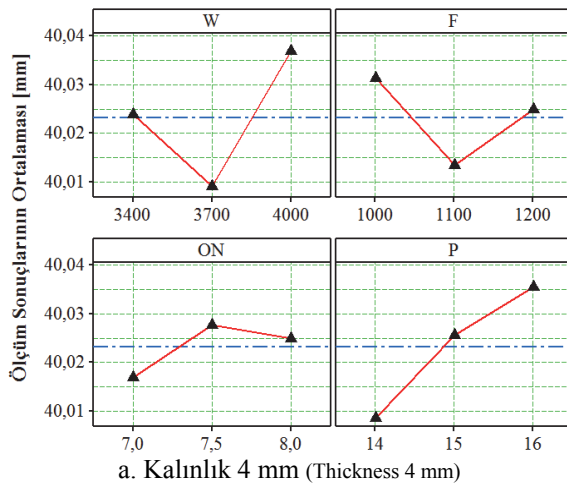 W F
40,04
40,03
40,02
40,01
3400 3700 4000 1000 1100 1200
ON P
40,04
40,03
40,02
40,01
7,0 7,5 8,0 14 15 16
Ölçüm Sonuçlarının Ortalaması [mm]
a. Kalınlık 4 mm (Thickness 4 mm)